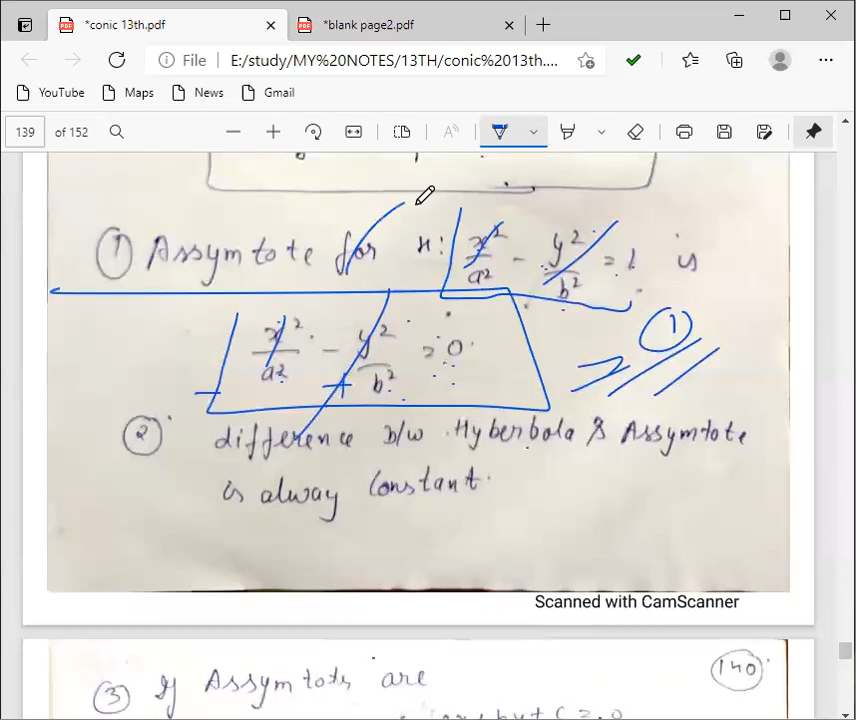 *conic 13th.pdf
*blank page2.pdf
File
E:/study/MY%20NOTES/13TH/conic%2013th....
YouTube
Maps
News
Gmail
139 of 152
① Assymtote for H: x²/a² - y²/b² = 1 is
x²/a² - y²/b² = 0
①
② difference b/w Hyberbola & Assymtote
is alway constant.
Scanned with CamScanner
140
③ If Assymtots are